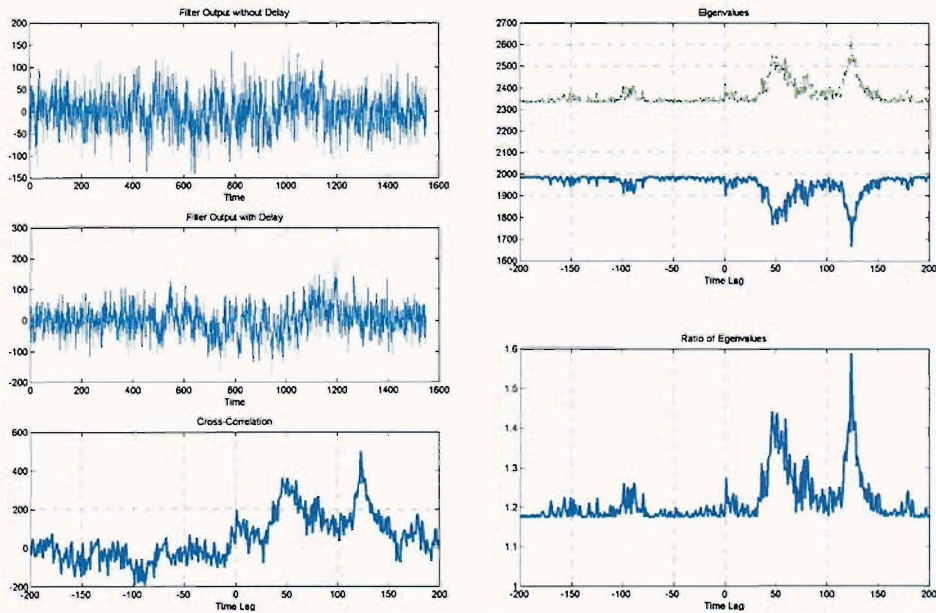 Filter Output without Delay
200
150
100
50
0
-50
-100
-150
0 200 400 600 800 1000 1200 1400 1600
Time
Filter Output with Delay
300
200
100
0
-100
-200
0 200 400 600 800 1000 1200 1400 1600
Time
Cross-Correlation
600
400
200
0
-200
-200 -150 -100 -50 0 50 100 150 200
Time Lag
Eigenvalues
2700
2600
2500
2400
2300
2200
2100
2000
1900
1800
1700
1600
-200 -150 -100 -50 0 50 100 150 200
Time Lag
Ratio of Eigenvalues
1.6
1.5
1.4
1.3
1.2
1.1
1
-200 -150 -100 -50 0 50 100 150 200
Time Lag